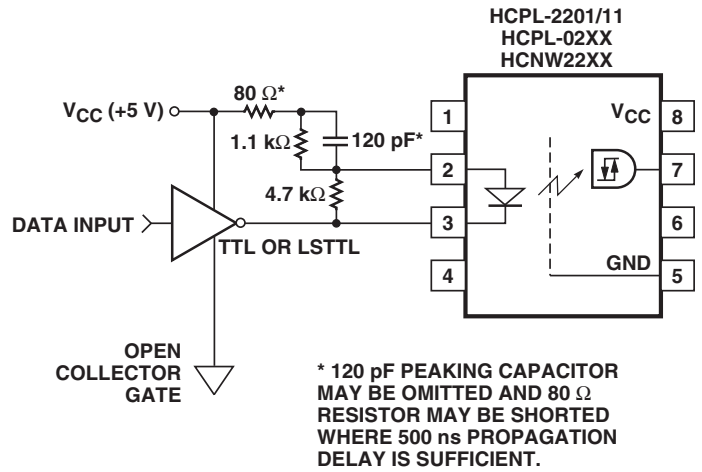 HCPL-2201/11
HCPL-02XX
HCNW22XX
80 Ω*
V_CC (+5 V)
1.1 kΩ
120 pF*
4.7 kΩ
DATA INPUT
TTL OR LSTTL
1
2
3
4
V_CC
8
7
6
GND
5
OPEN
COLLECTOR
GATE
* 120 pF PEAKING CAPACITOR
MAY BE OMITTED AND 80 Ω
RESISTOR MAY BE SHORTED
WHERE 500 ns PROPAGATION
DELAY IS SUFFICIENT.